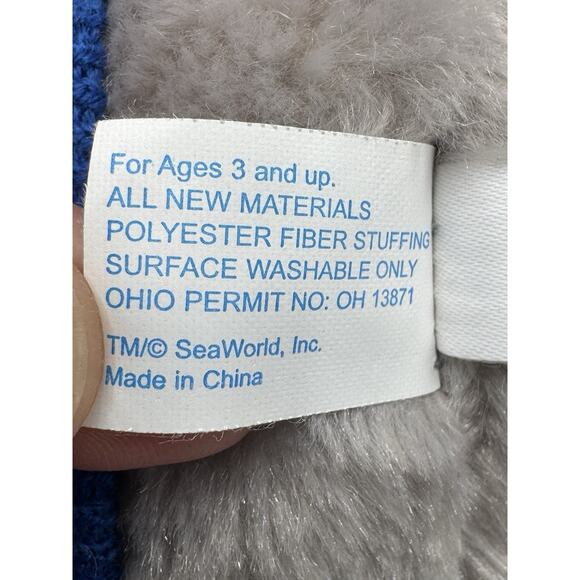 For Ages 3 and up.
ALL NEW MATERIALS
POLYESTER FIBER STUFFING
SURFACE WASHABLE ONLY
OHIO PERMIT NO: OH 13871
TM/© SeaWorld, Inc.
Made in China